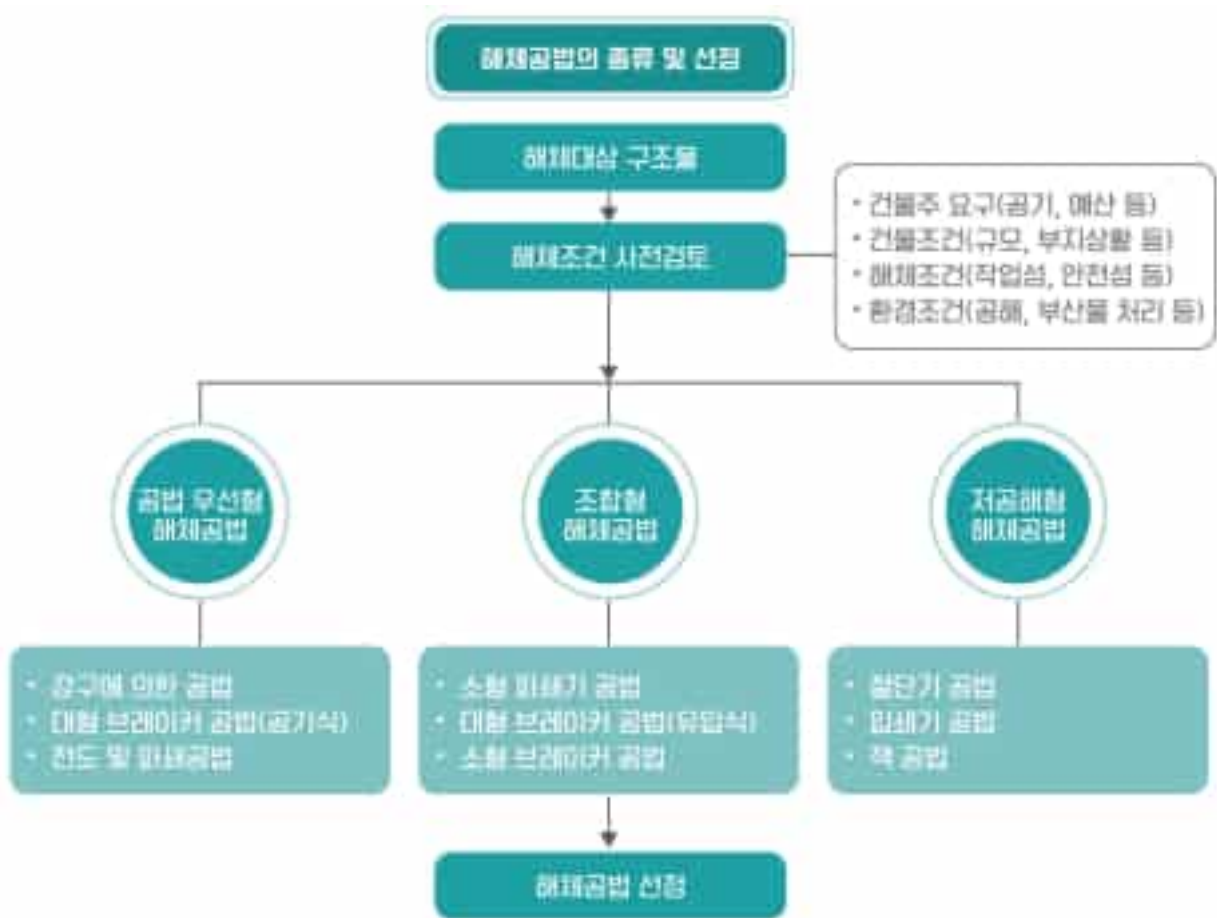 해체공법의 종류 및 선정
해체대상 구조물
해체조건 사전검토
• 건물주 요구(공기, 예산 등)
• 건물조건(규모, 부지상황 등)
• 해체조건(작업성, 안전성 등)
• 환경조건(공해, 부산물 처리 등)
공법 우선형
해체공법
조합형
해체공법
저공해형
해체공법
• 강구에 의한 공법
• 대형 브레이커 공법(공기식)
• 전도 및 파쇄공법
• 소형 파쇄기 공법
• 대형 브레이커 공법(유압식)
• 소형 브레이커 공법
• 절단기 공법
• 압쇄기 공법
• 잭 공법
해체공법 선정